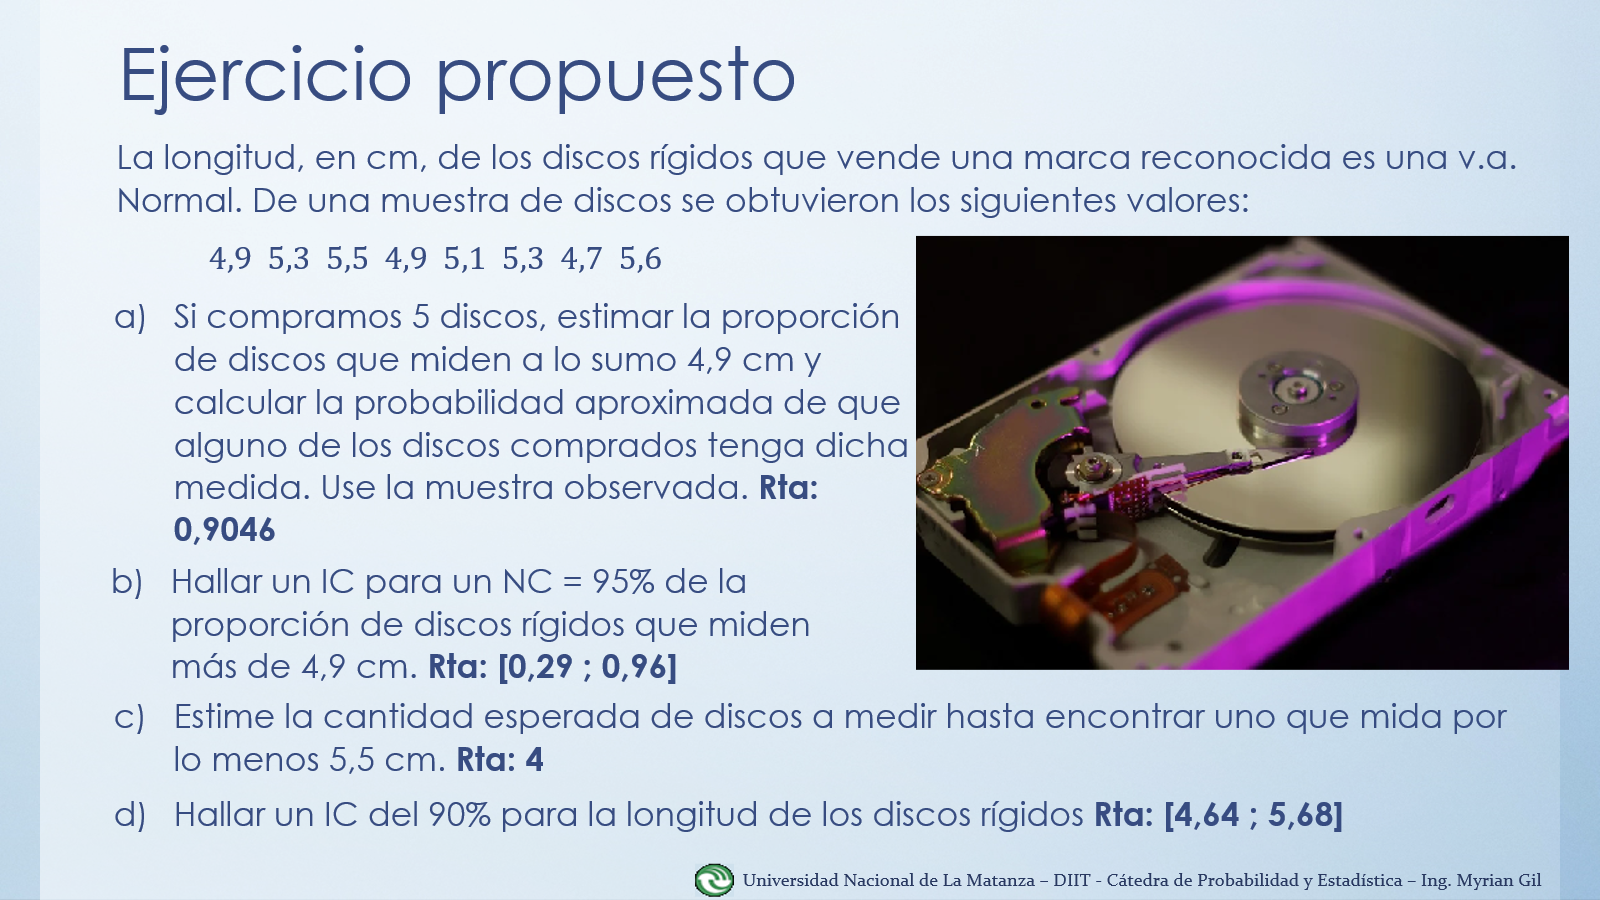 Ejercicio propuesto
La longitud, en cm, de los discos rígidos que vende una marca reconocida es una v.a.
Normal. De una muestra de discos se obtuvieron los siguientes valores:
4,9 5,3 5,5 4,9 5,1 5,3 4,7 5,6
a) Si compramos 5 discos, estimar la proporción
de discos que miden a lo sumo 4,9 cm y
calcular la probabilidad aproximada de que
alguno de los discos comprados tenga dicha
medida. Use la muestra observada. Rta:
0,9046
b) Hallar un IC para un NC = 95% de la
proporción de discos rígidos que miden
más de 4,9 cm. Rta: [0,29 ; 0,96]
c) Estime la cantidad esperada de discos a medir hasta encontrar uno que mida por
lo menos 5,5 cm. Rta: 4
d) Hallar un IC del 90% para la longitud de los discos rígidos Rta: [4,64 ; 5,68]
Universidad Nacional de La Matanza – DIIT - Cátedra de Probabilidad y Estadística – Ing. Myrian Gil